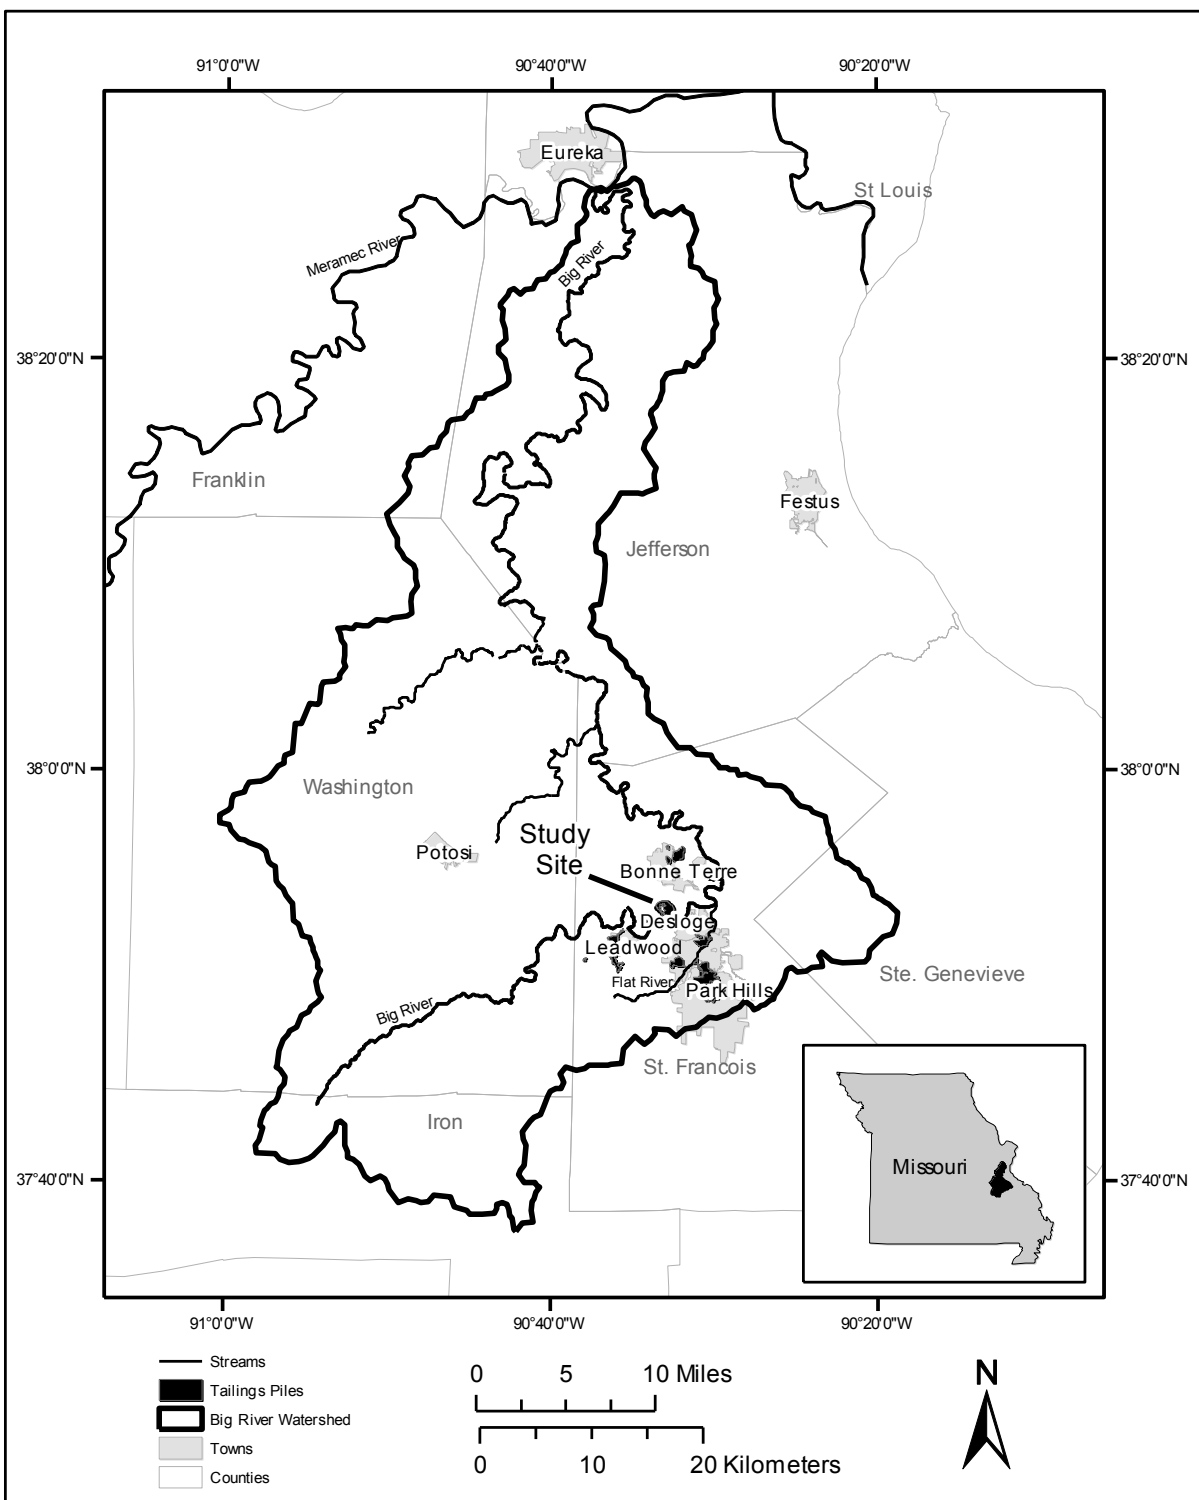 91°0'0"W
90°40'0"W
90°20'0"W
Eureka
St Louis
Meramec River
Big River
38°20'0"N
38°20'0"N
Franklin
Festus
Jefferson
38°0'0"N
38°0'0"N
Washington
Study
Site
Potosi
Bonne Terre
Desloge
Leadwood
Flat River
Park Hills
Ste. Genevieve
Big River
St. Francois
Iron
Missouri
37°40'0"N
37°40'0"N
91°0'0"W
90°40'0"W
90°20'0"W
Streams
Tailings Piles
Big River Watershed
Towns
Counties
0 5 10 Miles
0 10 20 Kilometers
N